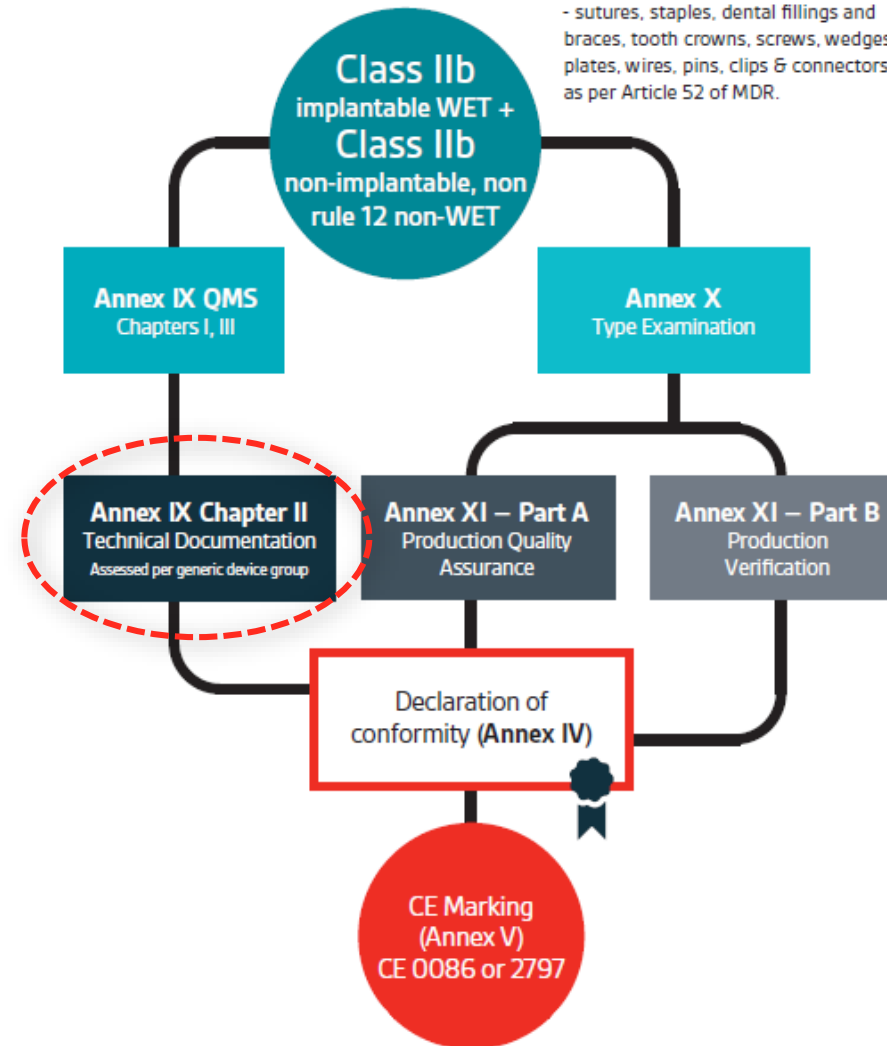 - sutures, staples, dental fillings and
braces, tooth crowns, screws, wedges
plates, wires, pins, clips & connectors
as per Article 52 of MDR.
Class IIb
implantable WET +
Class IIb
non-implantable, non
rule 12 non-WET
Annex IX QMS
Chapters I, III
Annex X
Type Examination
Annex IX Chapter II
Technical Documentation
Assessed per generic device group
Annex XI – Part A
Production Quality
Assurance
Annex XI – Part B
Production
Verification
Declaration of
conformity (Annex IV)
CE Marking
(Annex V)
CE 0086 or 2797